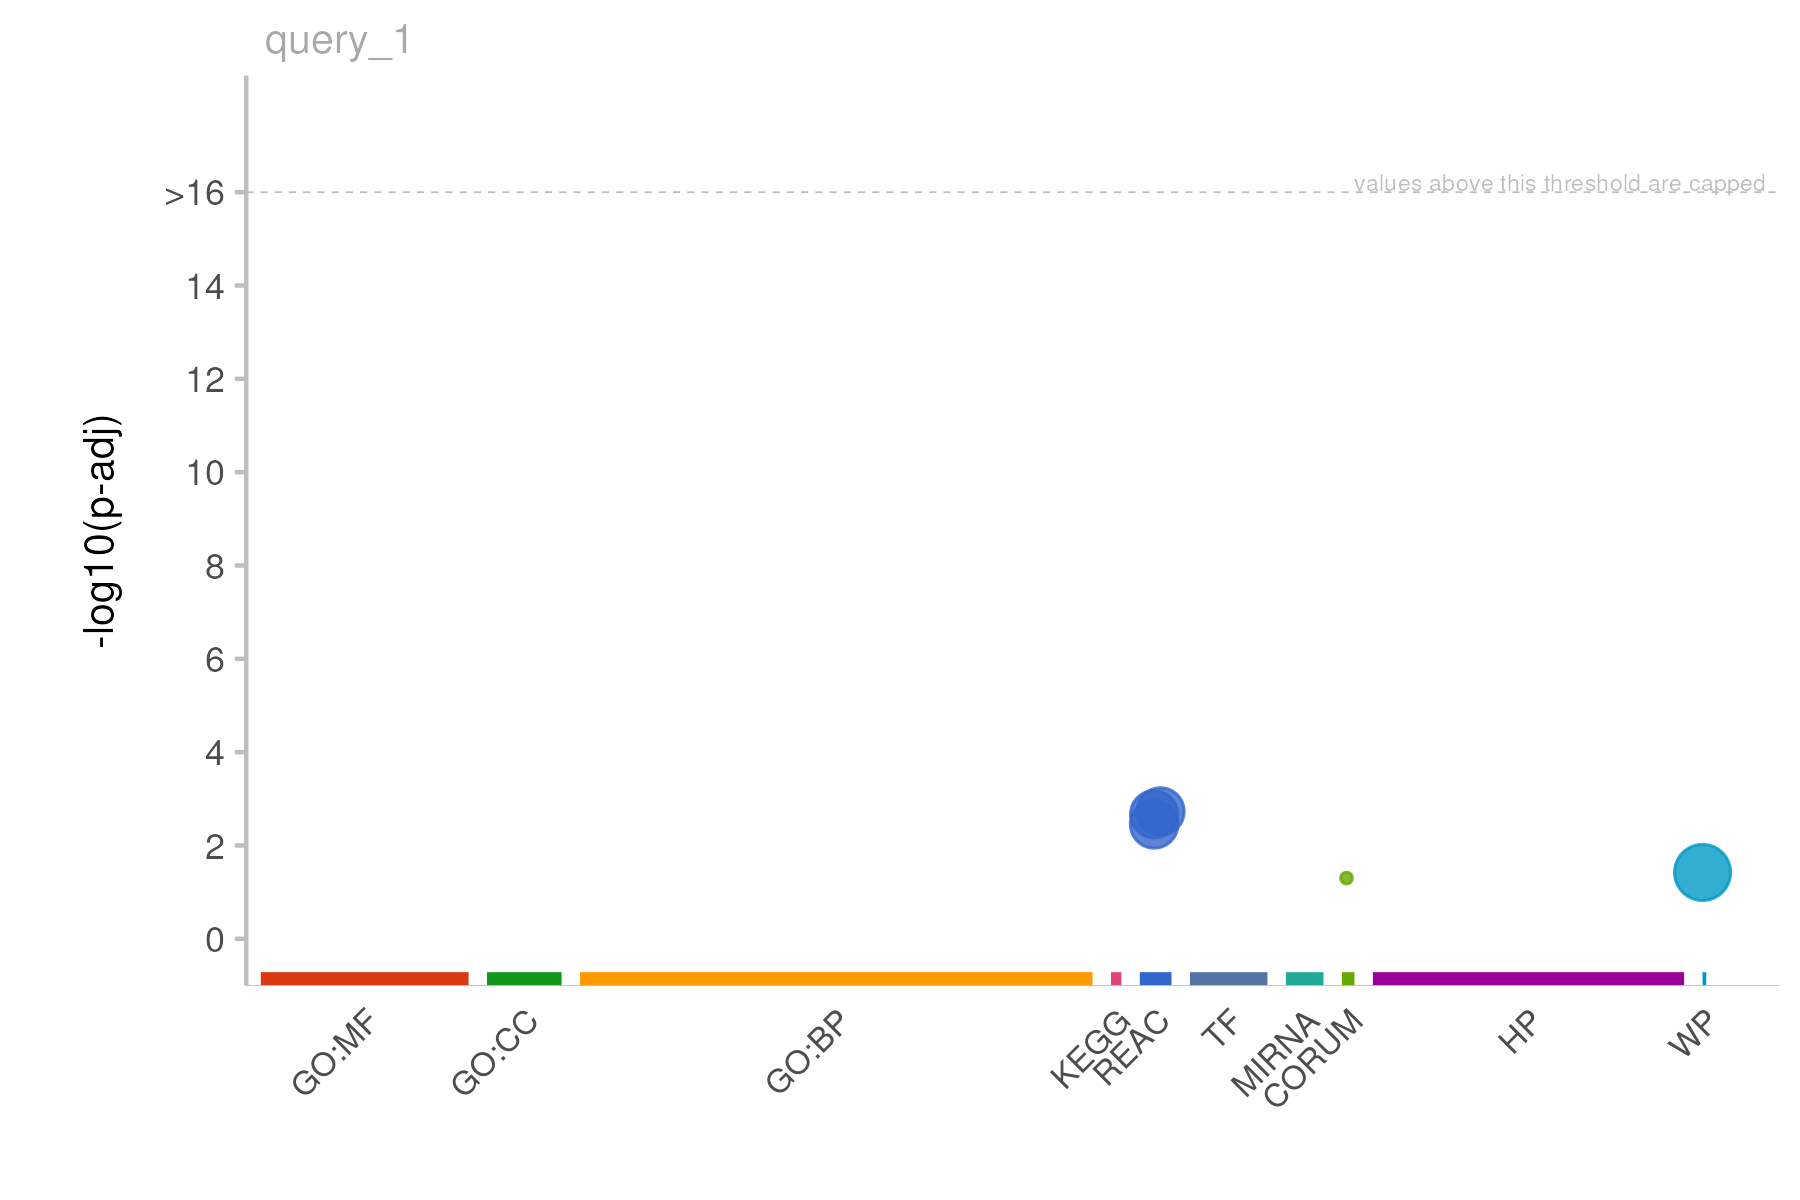 query_1
values above this threshold are capped
>16
14
12
10
8
6
4
2
0
-log10(p-adj)
GO:MF
GO:CC
GO:BP
KEGG
REAC
TF
MIRNA
CORUM
HP
WP